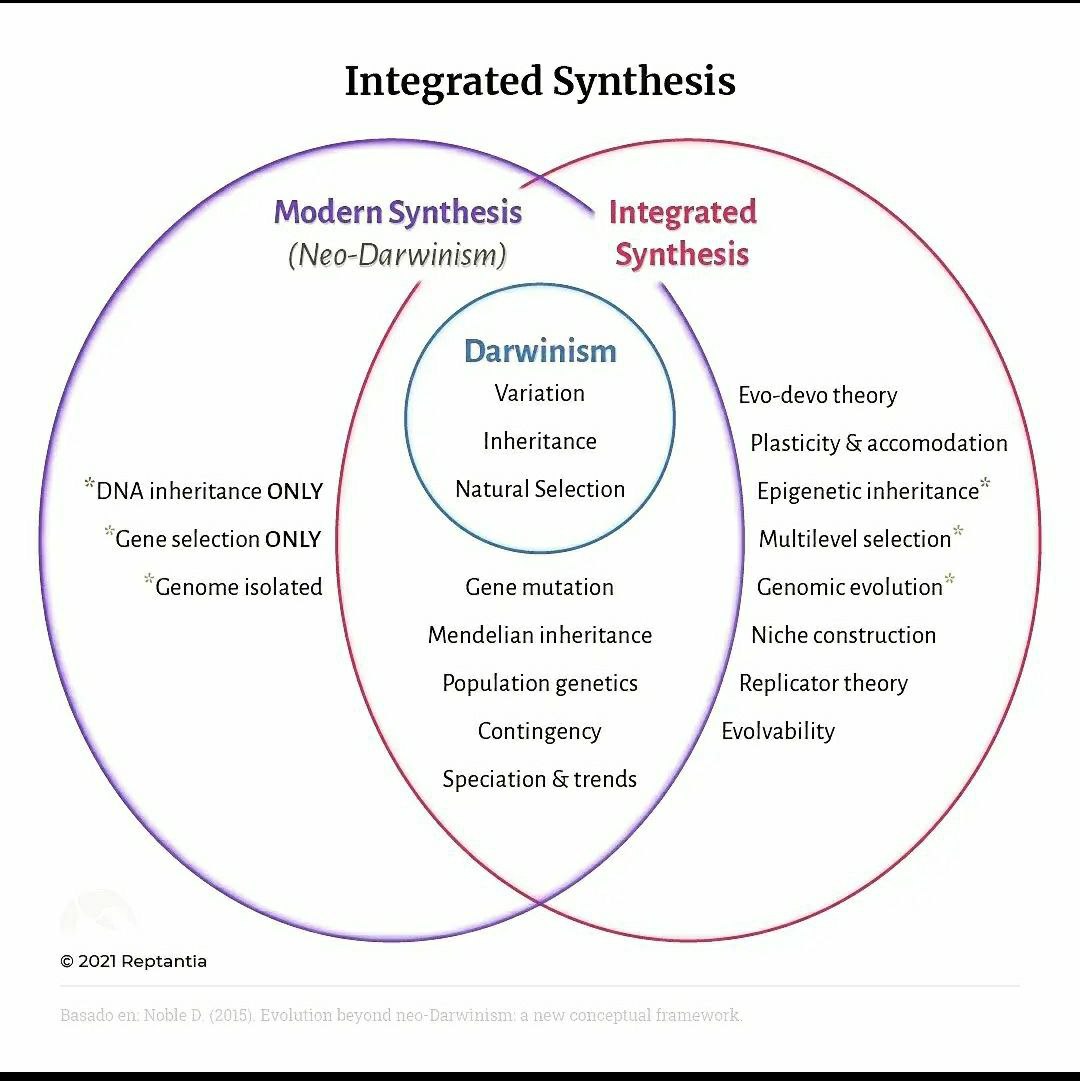 Integrated Synthesis
Modern Synthesis
(Neo-Darwinism)
Integrated
Synthesis
Darwinism
Variation
Inheritance
Natural Selection
*DNA inheritance ONLY
*Gene selection ONLY
*Genome isolated
Gene mutation
Mendelian inheritance
Population genetics
Contingency
Speciation & trends
Evo-devo theory
Plasticity & accomodation
Epigenetic inheritance*
Multilevel selection*
Genomic evolution*
Niche construction
Replicator theory
Evolvability
© 2021 Reptantia
Basado en: Noble D. (2015). Evolution beyond neo-Darwinism: a new conceptual framework.